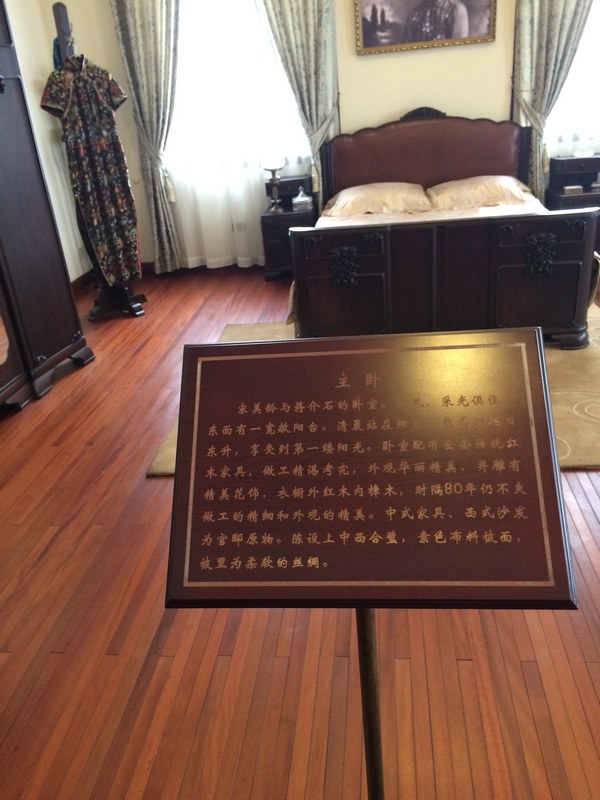 主 卧
宋美龄与蒋介石的卧室。 采光俱佳
东面有一宽敞阳台。清晨站在阳
东升，享受到第一缕阳光。卧室配有全套传统红
木家具，做工精湛考究，外观华丽精美，并雕有
精美花饰，衣橱外红木内樟木，时隔80年仍不失
做工的精细和外观的精美。中式家具、西式沙发
为官邸原物。陈设上中西合璧，素色布料被面，
被里为柔软的丝绸。